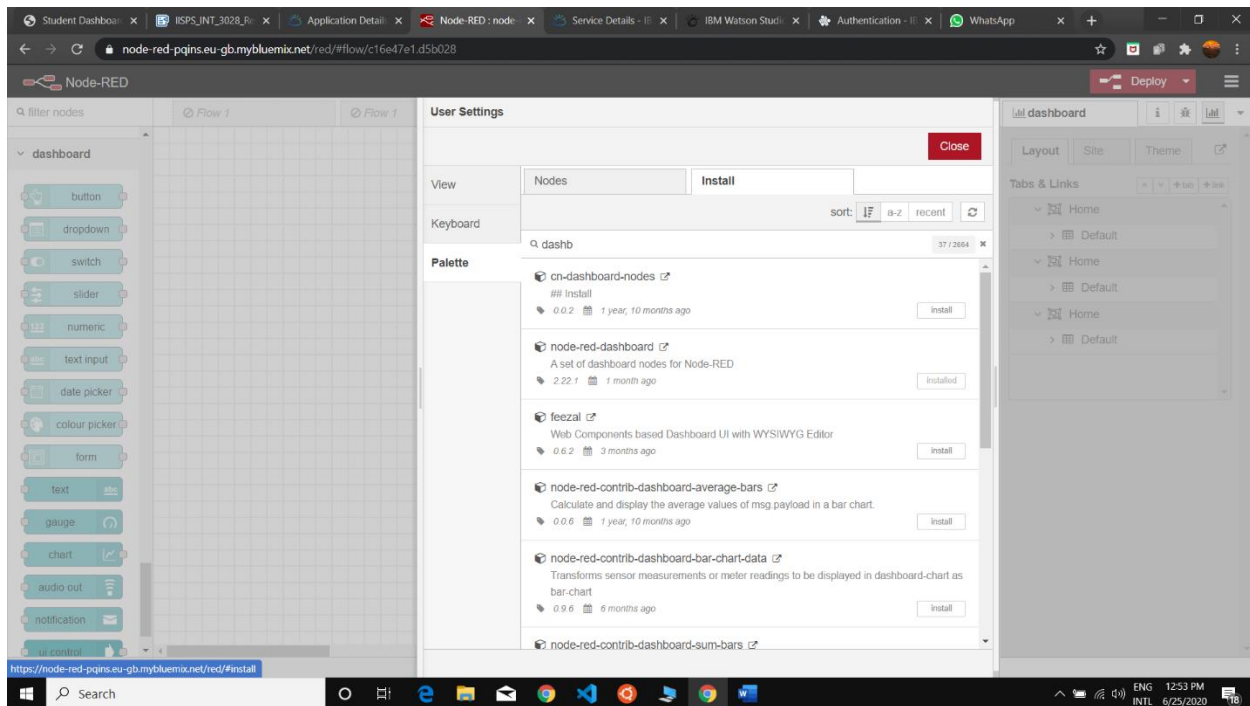 Student Dashboar
IISPS_INT_3028_Re
Application Detail
Node-RED : node-
Service Details - IE
IBM Watson Studi
Authentication - II
WhatsApp
node-red-pqins.eu-gb.mybluemix.net/red/#flow/c16e47e1.d5b028
Node-RED
Deploy
filter nodes
Flow 1
Flow 1
User Settings
dashboard
i
Close
dashboard
Layout
Site
Theme
View
Nodes
Install
Tabs & Links
+ tab
+ link
button
sort:
a-z
recent
Home
Keyboard
dropdown
Default
dashb
37 / 2664
switch
Palette
Home
cn-dashboard-nodes
slider
## Install
Default
0.0.2
1 year, 10 months ago
install
Home
numeric
node-red-dashboard
Default
text input
A set of dashboard nodes for Node-RED
2.22.1
1 month ago
installed
date picker
feezal
colour picker
Web Components based Dashboard UI with WYSIWYG Editor
0.6.2
3 months ago
install
form
text
abc
node-red-contrib-dashboard-average-bars
Calculate and display the average values of msg.payload in a bar chart.
gauge
0.0.6
1 year, 10 months ago
install
chart
node-red-contrib-dashboard-bar-chart-data
Transforms sensor measurements or meter readings to be displayed in dashboard-chart as
bar-chart
audio out
0.9.6
6 months ago
install
notification
node-red-contrib-dashboard-sum-bars
ui control
https://node-red-pqins.eu-gb.mybluemix.net/red/#install
Search
ENG
INTL
12:53 PM
6/25/2020
18